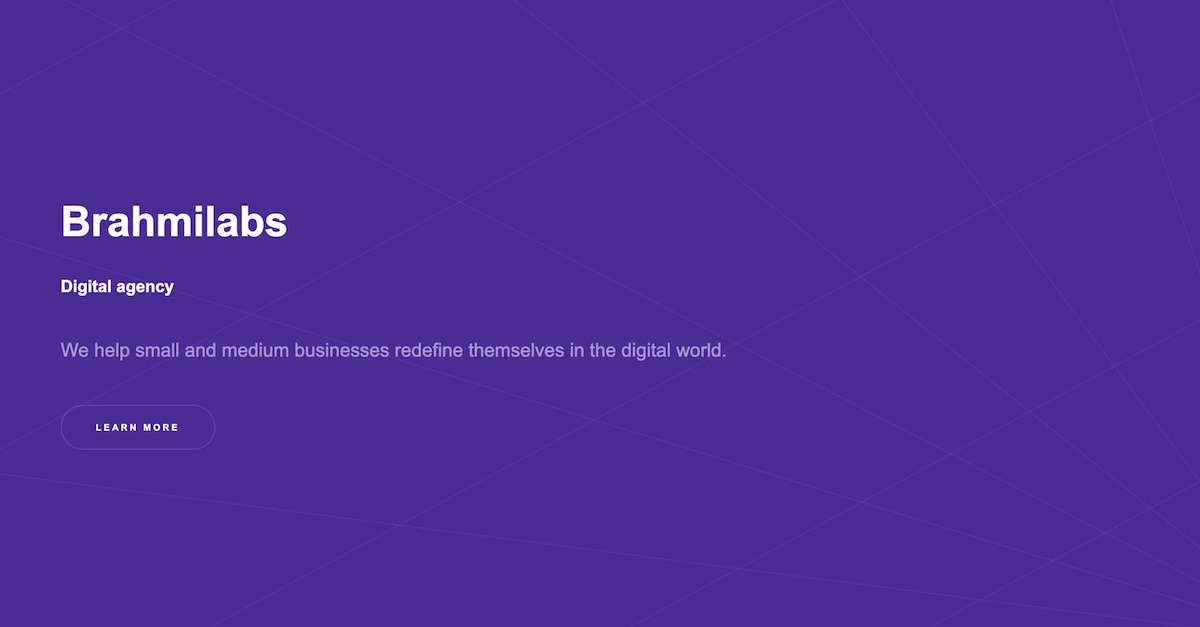 Brahmilabs
Digital agency
We help small and medium businesses redefine themselves in the digital world.
LEARN MORE